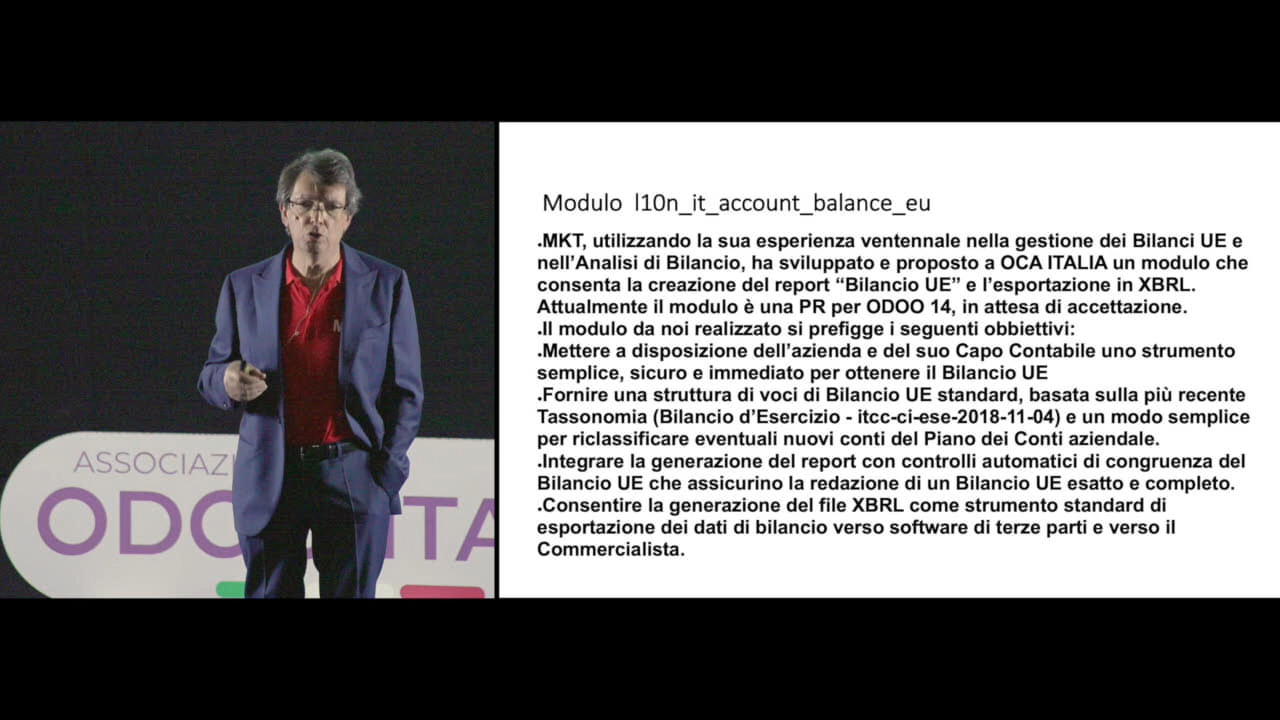 ASSOCIAZI
ODO ITA
M
Modulo l10n_it_account_balance_eu
.MKT, utilizzando la sua esperienza ventennale nella gestione dei Bilanci UE e
nell'Analisi di Bilancio, ha sviluppato e proposto a OCA ITALIA un modulo che
consenta la creazione del report “Bilancio UE” e l'esportazione in XBRL.
Attualmente il modulo è una PR per ODOO 14, in attesa di accettazione.
.Il modulo da noi realizzato si prefigge i seguenti obbiettivi:
.Mettere a disposizione dell'azienda e del suo Capo Contabile uno strumento
semplice, sicuro e immediato per ottenere il Bilancio UE
.Fornire una struttura di voci di Bilancio UE standard, basata sulla più recente
Tassonomia (Bilancio d'Esercizio - itcc-ci-ese-2018-11-04) e un modo semplice
per riclassificare eventuali nuovi conti del Piano dei Conti aziendale.
.Integrare la generazione del report con controlli automatici di congruenza del
Bilancio UE che assicurino la redazione di un Bilancio UE esatto e completo.
.Consentire la generazione del file XBRL come strumento standard di
esportazione dei dati di bilancio verso software di terze parti e verso il
Commercialista.